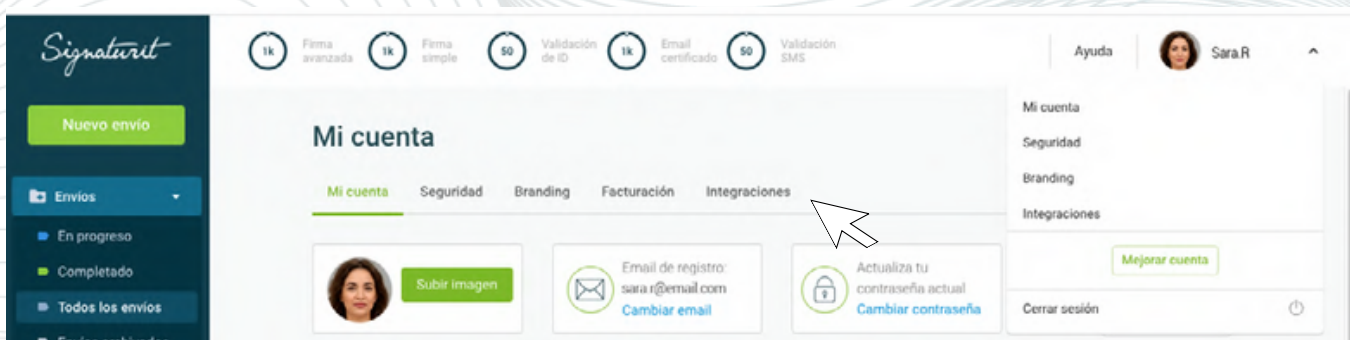 Signaturit
1k
Firma
avanzada
1k
Firma
simple
50
Validación
de ID
1k
Email
certificado
50
Validación
SMS
Ayuda
Sara.R
Nuevo envío
Envíos
En progreso
Completado
Todos los envíos
Mi cuenta
Mi cuenta
Seguridad
Branding
Facturación
Integraciones
Subir imagen
Email de registro:
sara.r@email.com
Cambiar email
Actualiza tu
contraseña actual
Cambiar contraseña
Mi cuenta
Seguridad
Branding
Integraciones
Mejorar cuenta
Cerrar sesión